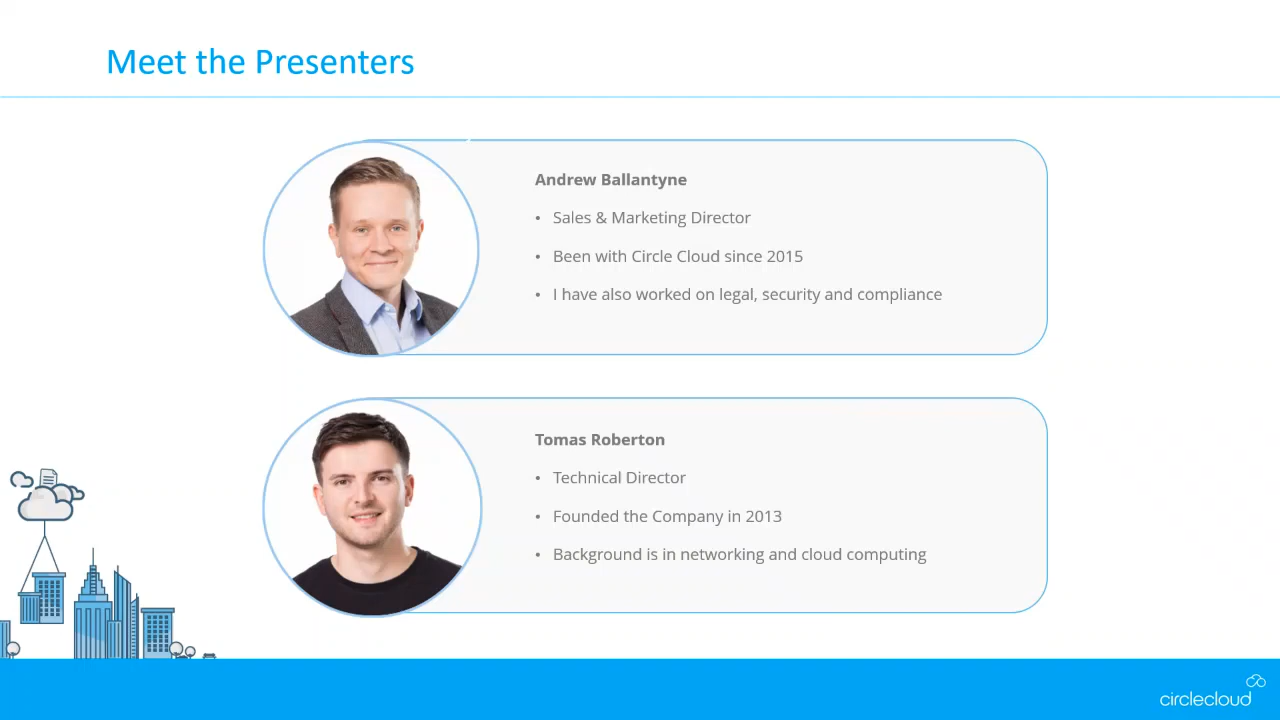 Meet the Presenters
Andrew Ballantyne
• Sales & Marketing Director
• Been with Circle Cloud since 2015
• I have also worked on legal, security and compliance
Tomas Roberton
• Technical Director
• Founded the Company in 2013
• Background is in networking and cloud computing
circlecloud